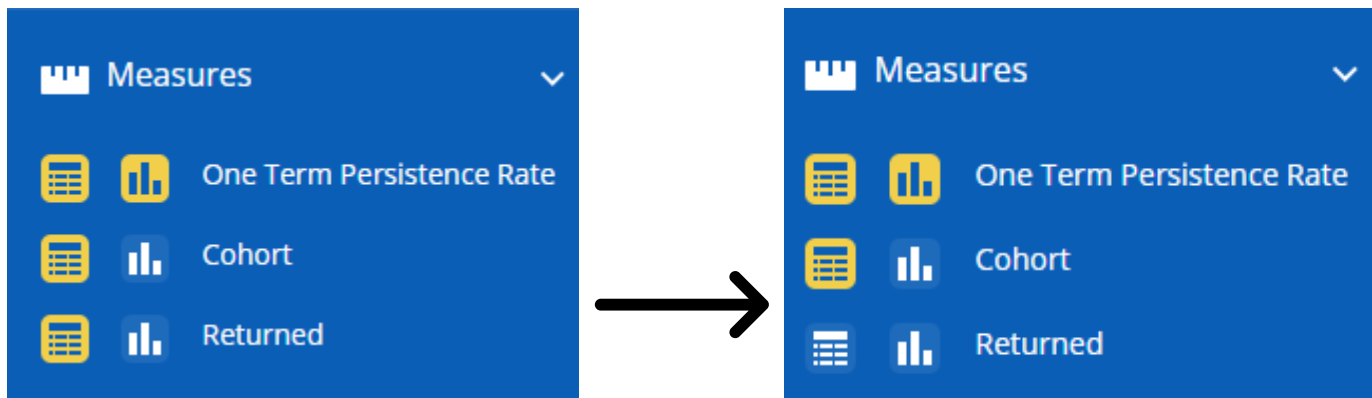 Measures
One Term Persistence Rate
Cohort
Returned
Measures
One Term Persistence Rate
Cohort
Returned